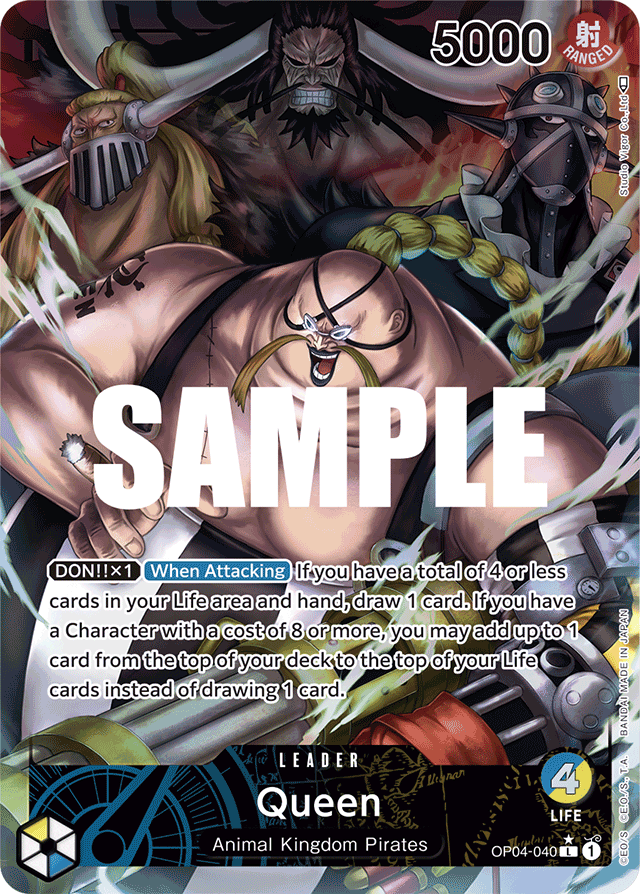 5000
射
RANGED
Studio Vigor Co.,Ltd
SAMPLE
DON!!×1 When Attacking If you have a total of 4 or less
cards in your Life area and hand, draw 1 card. If you have
a Character with a cost of 8 or more, you may add up to 1
card from the top of your deck to the top of your Life
cards instead of drawing 1 card.
BANDAI MADE IN JAPAN
©E.O./S., T.A.
©E.O/S
LEADER
4
LIFE
Queen
Animal Kingdom Pirates
OP04-040 L 1